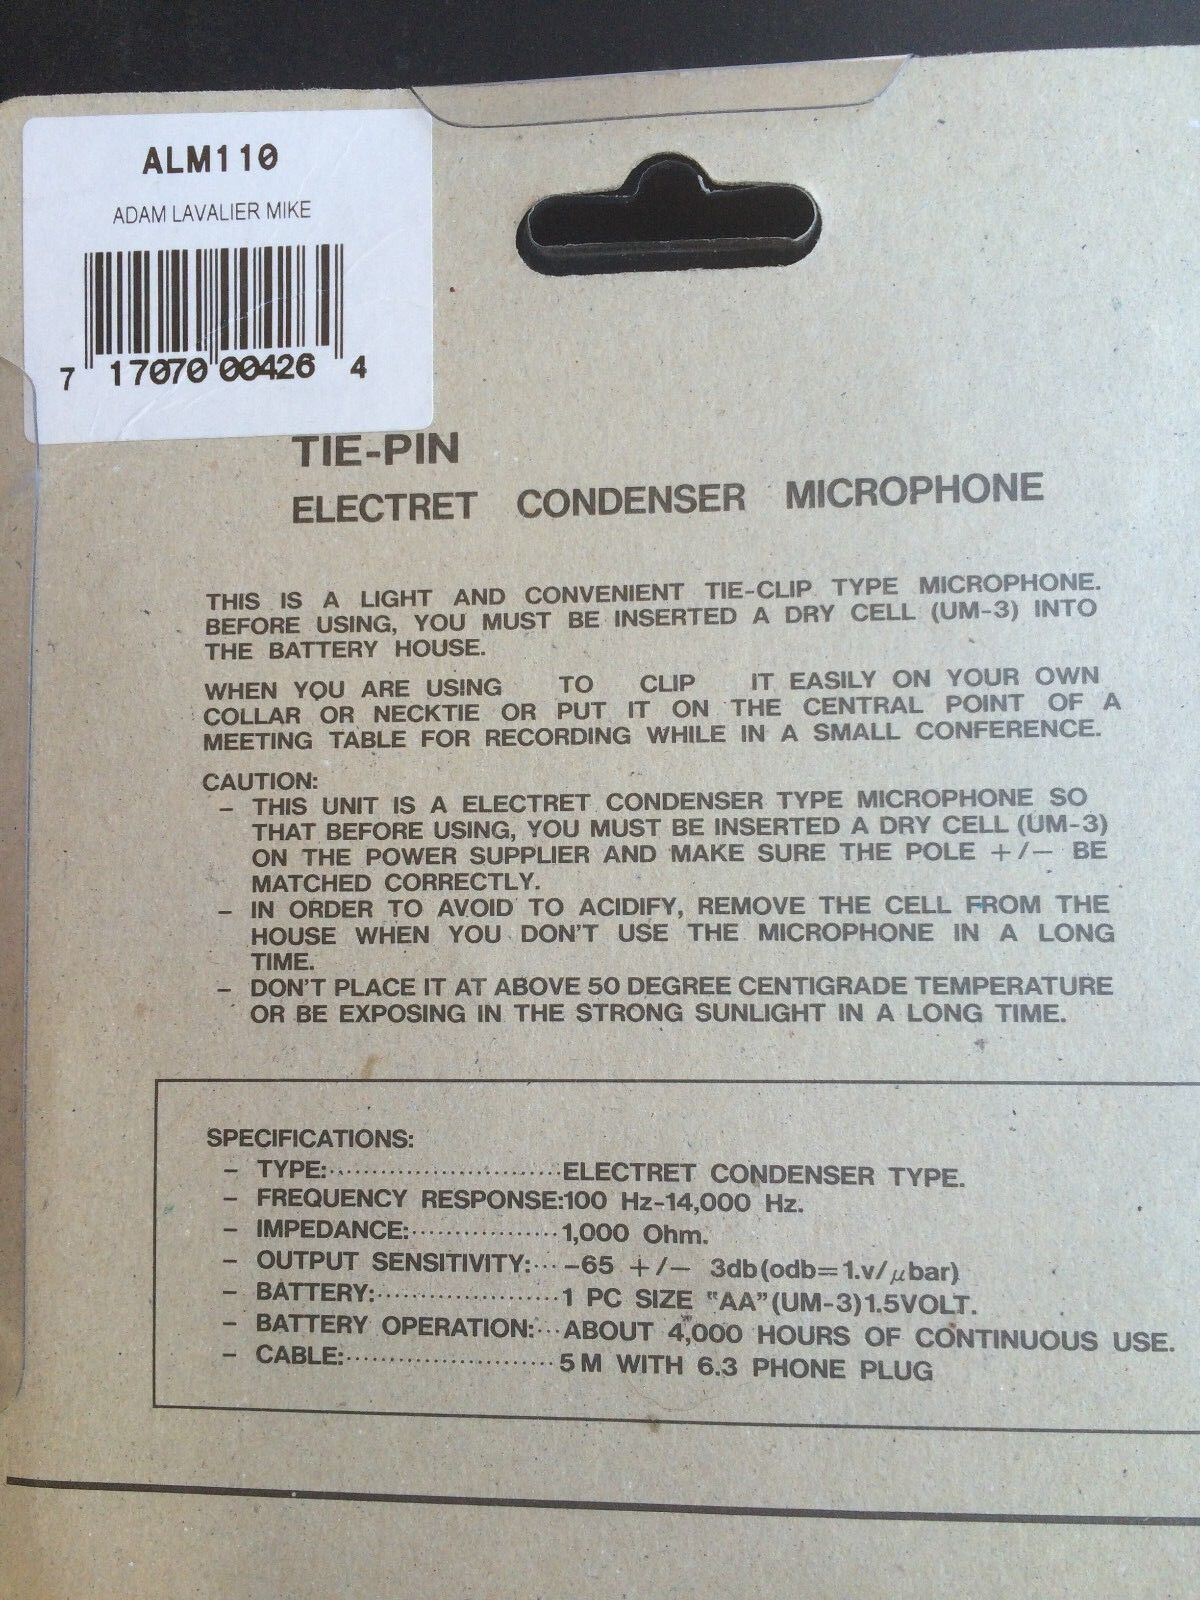 ALM110
ADAM LAVALIER MIKE
7 17070 00426 4
TIE-PIN
ELECTRET CONDENSER MICROPHONE
THIS IS A LIGHT AND CONVENIENT TIE-CLIP TYPE MICROPHONE.
BEFORE USING, YOU MUST BE INSERTED A DRY CELL (UM-3) INTO
THE BATTERY HOUSE.
WHEN YOU ARE USING TO CLIP IT EASILY ON YOUR OWN
COLLAR OR NECKTIE OR PUT IT ON THE CENTRAL POINT OF A
MEETING TABLE FOR RECORDING WHILE IN A SMALL CONFERENCE.
CAUTION:
– THIS UNIT IS A ELECTRET CONDENSER TYPE MICROPHONE SO
THAT BEFORE USING, YOU MUST BE INSERTED A DRY CELL (UM-3)
ON THE POWER SUPPLIER AND MAKE SURE THE POLE +/– BE
MATCHED CORRECTLY.
– IN ORDER TO AVOID TO ACIDIFY, REMOVE THE CELL FROM THE
HOUSE WHEN YOU DON'T USE THE MICROPHONE IN A LONG
TIME.
– DON'T PLACE IT AT ABOVE 50 DEGREE CENTIGRADE TEMPERATURE
OR BE EXPOSING IN THE STRONG SUNLIGHT IN A LONG TIME.
SPECIFICATIONS:
– TYPE:..........................ELECTRET CONDENSER TYPE.
– FREQUENCY RESPONSE:100 Hz-14,000 Hz.
– IMPEDANCE:.................1,000 Ohm.
– OUTPUT SENSITIVITY:...–65 +/– 3db(odb=1.v/μbar)
– BATTERY:.....................1 PC SIZE "AA"(UM-3)1.5VOLT.
– BATTERY OPERATION:...ABOUT 4,000 HOURS OF CONTINUOUS USE.
– CABLE:........................5 M WITH 6.3 PHONE PLUG